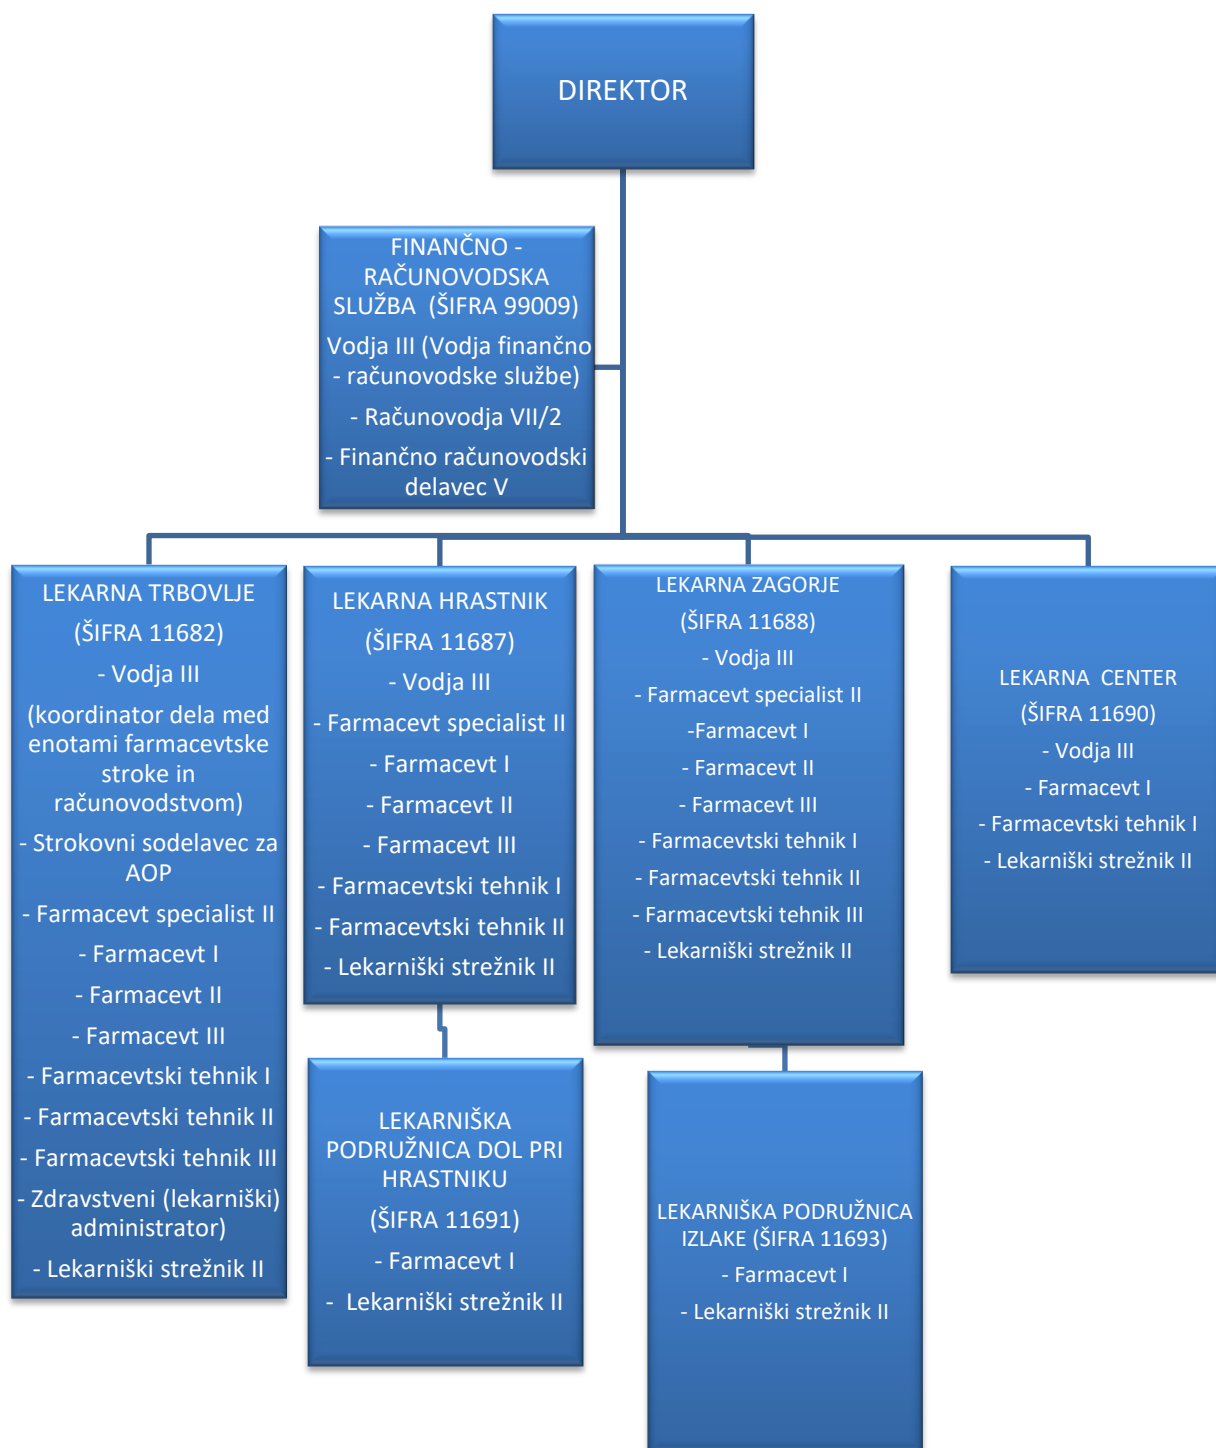 DIREKTOR
FINANČNO -
RAČUNOVODSKA
SLUŽBA  (ŠIFRA 99009)
Vodja III (Vodja finančno
- računovodske službe)
- Računovodja VII/2
- Finančno računovodski
delavec V
LEKARNA TRBOVLJE
(ŠIFRA 11682)
- Vodja III
(koordinator dela med
enotami farmacevtske
stroke in
računovodstvom)
- Strokovni sodelavec za
AOP
- Farmacevt specialist II
- Farmacevt I
- Farmacevt II
- Farmacevt III
- Farmacevtski tehnik I
- Farmacevtski tehnik II
- Farmacevtski tehnik III
- Zdravstveni (lekarniški)
administrator)
- Lekarniški strežnik II
LEKARNA HRASTNIK
(ŠIFRA 11687)
- Vodja III
- Farmacevt specialist II
- Farmacevt I
- Farmacevt II
- Farmacevt III
- Farmacevtski tehnik I
- Farmacevtski tehnik II
- Lekarniški strežnik II
LEKARNA ZAGORJE
(ŠIFRA 11688)
- Vodja III
- Farmacevt specialist II
-Farmacevt I
- Farmacevt II
- Farmacevt III
- Farmacevtski tehnik I
- Farmacevtski tehnik II
- Farmacevtski tehnik III
- Lekarniški strežnik II
LEKARNA  CENTER
(ŠIFRA 11690)
- Vodja III
- Farmacevt I
- Farmacevtski tehnik I
- Lekarniški strežnik II
LEKARNIŠKA
PODRUŽNICA DOL PRI
HRASTNIKU
(ŠIFRA 11691)
- Farmacevt I
-  Lekarniški strežnik II
LEKARNIŠKA PODRUŽNICA
IZLAKE (ŠIFRA 11693)
- Farmacevt I
- Lekarniški strežnik II